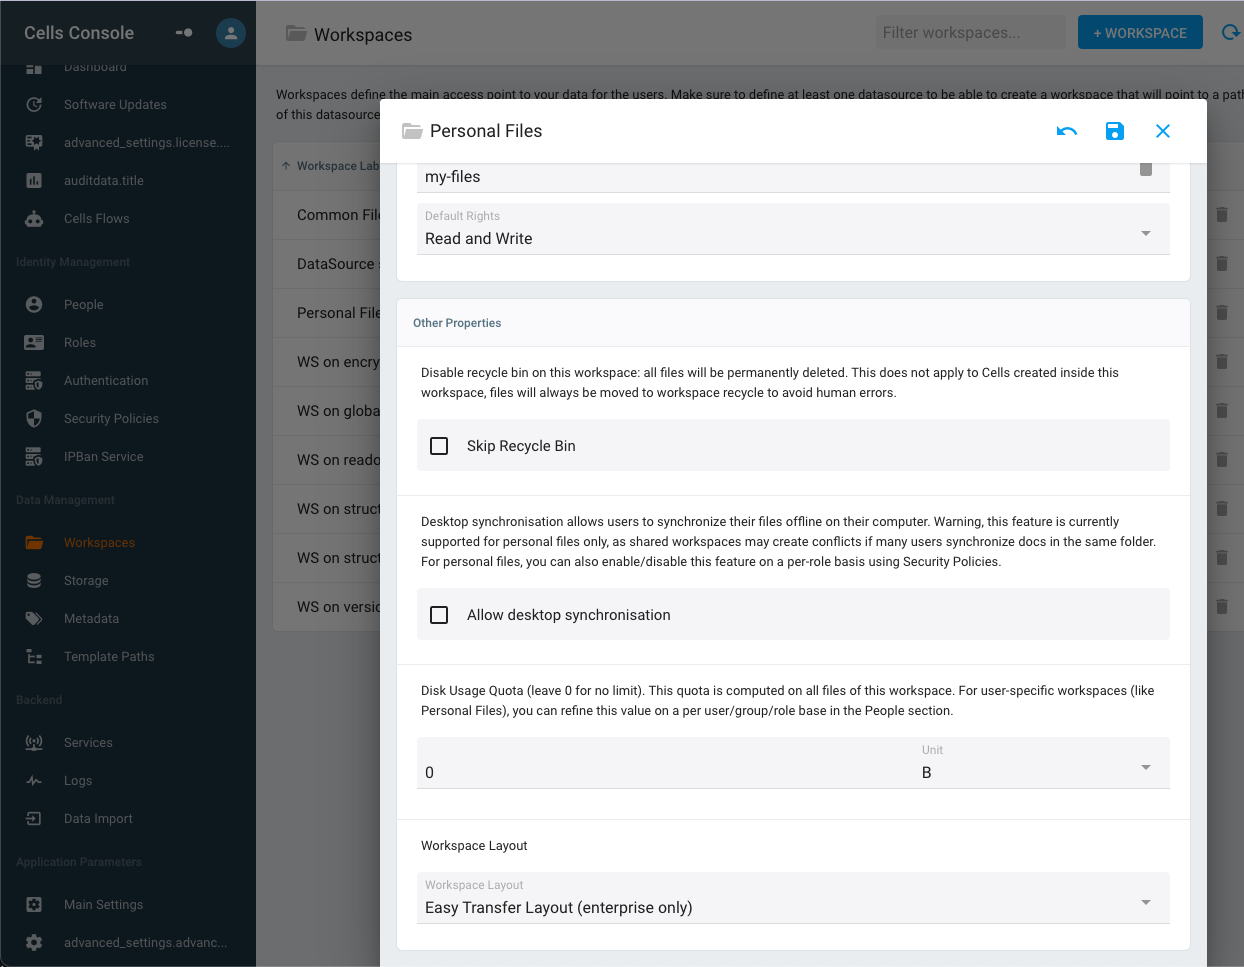 Cells Console
Dashboard
Software Updates
advanced_settings.license....
auditdata.title
Cells Flows
Identity Management
People
Roles
Authentication
Security Policies
IPBan Service
Data Management
Workspaces
Storage
Metadata
Template Paths
Backend
Services
Logs
Data Import
Application Parameters
Main Settings
advanced_settings.advanc...
Workspaces
Filter workspaces...
+ WORKSPACE
Workspaces define the main access point to your data for the users. Make sure to define at least one datasource to be able to create a workspace that will point to a path
of this datasource
Workspace Lab
Common File
DataSource s
Personal File
WS on encry
WS on globa
WS on reado
WS on struct
WS on struct
WS on versio
Personal Files
my-files
Default Rights
Read and Write
Other Properties
Disable recycle bin on this workspace: all files will be permanently deleted. This does not apply to Cells created inside this
workspace, files will always be moved to workspace recycle to avoid human errors.
Skip Recycle Bin
Desktop synchronisation allows users to synchronize their files offline on their computer. Warning, this feature is currently
supported for personal files only, as shared workspaces may create conflicts if many users synchronize docs in the same folder.
For personal files, you can also enable/disable this feature on a per-role basis using Security Policies.
Allow desktop synchronisation
Disk Usage Quota (leave 0 for no limit). This quota is computed on all files of this workspace. For user-specific workspaces (like
Personal Files), you can refine this value on a per user/group/role base in the People section.
Unit
0 B
Workspace Layout
Workspace Layout
Easy Transfer Layout (enterprise only)